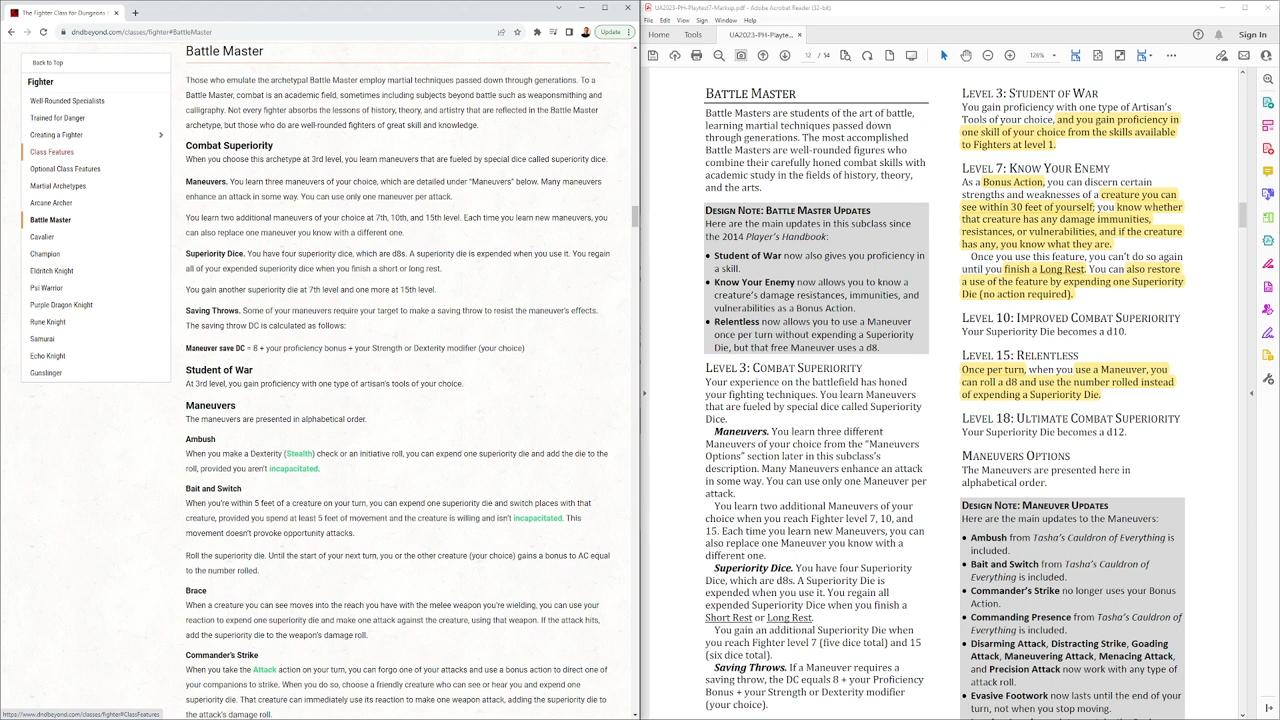 The Fighter Class for Dungeons
dndbeyond.com/classes/fighter#BattleMaster
Update
Back to Top
Fighter
Well-Rounded Specialists
Trained for Danger
Creating a Fighter
Class Features
Optional Class Features
Martial Archetypes
Arcane Archer
Battle Master
Cavalier
Champion
Eldritch Knight
Psi Warrior
Purple Dragon Knight
Rune Knight
Samurai
Echo Knight
Gunslinger
Battle Master
Those who emulate the archetypal Battle Master employ martial techniques passed down through generations. To a
Battle Master, combat is an academic field, sometimes including subjects beyond battle such as weaponsmithing and
calligraphy. Not every fighter absorbs the lessons of history, theory, and artistry that are reflected in the Battle Master
archetype, but those who do are well-rounded fighters of great skill and knowledge.
Combat Superiority
When you choose this archetype at 3rd level, you learn maneuvers that are fueled by special dice called superiority dice.
Maneuvers. You learn three maneuvers of your choice, which are detailed under "Maneuvers" below. Many maneuvers
enhance an attack in some way. You can use only one maneuver per attack.
You learn two additional maneuvers of your choice at 7th, 10th, and 15th level. Each time you learn new maneuvers, you
can also replace one maneuver you know with a different one.
Superiority Dice. You have four superiority dice, which are d8s. A superiority die is expended when you use it. You regain
all of your expended superiority dice when you finish a short or long rest.
You gain another superiority die at 7th level and one more at 15th level.
Saving Throws. Some of your maneuvers require your target to make a saving throw to resist the maneuver's effects.
The saving throw DC is calculated as follows:
Maneuver save DC = 8 + your proficiency bonus + your Strength or Dexterity modifier (your choice)
Student of War
At 3rd level, you gain proficiency with one type of artisan's tools of your choice.
Maneuvers
The maneuvers are presented in alphabetical order.
Ambush
When you make a Dexterity (Stealth) check or an initiative roll, you can expend one superiority die and add the die to the
roll, provided you aren't incapacitated.
Bait and Switch
When you're within 5 feet of a creature on your turn, you can expend one superiority die and switch places with that
creature, provided you spend at least 5 feet of movement and the creature is willing and isn't incapacitated. This
movement doesn't provoke opportunity attacks.
Roll the superiority die. Until the start of your next turn, you or the other creature (your choice) gains a bonus to AC equal
to the number rolled.
Brace
When a creature you can see moves into the reach you have with the melee weapon you're wielding, you can use your
reaction to expend one superiority die and make one attack against the creature, using that weapon. If the attack hits,
add the superiority die to the weapon's damage roll.
Commander's Strike
When you take the Attack action on your turn, you can forgo one of your attacks and use a bonus action to direct one of
your companions to strike. When you do so, choose a friendly creature who can see or hear you and expend one
superiority die. That creature can immediately use its reaction to make one weapon attack, adding the superiority die to
the attack's damage roll.
https://www.dndbeyond.com/classes/fighter#ClassFeatures
UA2023-PH-Playtest7-Markup.pdf - Adobe Acrobat Reader (32-bit)
File Edit View Sign Window Help
Home Tools UA2023-PH-Playte...
Sign In
12 / 54
126%
BATTLE MASTER
Battle Masters are students of the art of battle,
learning martial techniques passed down
through generations. The most accomplished
Battle Masters are well-rounded figures who
combine their carefully honed combat skills with
academic study in the fields of history, theory,
and the arts.
DESIGN NOTE: BATTLE MASTER UPDATES
Here are the main updates in this subclass since
the 2014 Player's Handbook:
• Student of War now also gives you proficiency in
a skill.
• Know Your Enemy now allows you to know a
creature's damage resistances, immunities, and
vulnerabilities as a Bonus Action.
• Relentless now allows you to use a Maneuver
once per turn without expending a Superiority
Die, but that free Maneuver uses a d8.
LEVEL 3: COMBAT SUPERIORITY
Your experience on the battlefield has honed
your fighting techniques. You learn Maneuvers
that are fueled by special dice called Superiority
Dice.
Maneuvers. You learn three different
Maneuvers of your choice from the "Maneuvers
Options" section later in this subclass's
description. Many Maneuvers enhance an attack
in some way. You can use only one Maneuver per
attack.
You learn two additional Maneuvers of your
choice when you reach Fighter level 7, 10, and
15. Each time you learn new Maneuvers, you can
also replace one Maneuver you know with a
different one.
Superiority Dice. You have four Superiority
Dice, which are d8s. A Superiority Die is
expended when you use it. You regain all
expended Superiority Dice when you finish a
Short Rest or Long Rest.
You gain an additional Superiority Die when
you reach Fighter level 7 (five dice total) and 15
(six dice total).
Saving Throws. If a Maneuver requires a
saving throw, the DC equals 8 + your Proficiency
Bonus + your Strength or Dexterity modifier
(your choice).
LEVEL 3: STUDENT OF WAR
You gain proficiency with one type of Artisan's
Tools of your choice, and you gain proficiency in
one skill of your choice from the skills available
to Fighters at level 1.
LEVEL 7: KNOW YOUR ENEMY
As a Bonus Action, you can discern certain
strengths and weaknesses of a creature you can
see within 30 feet of yourself; you know whether
that creature has any damage immunities,
resistances, or vulnerabilities, and if the creature
has any, you know what they are.
Once you use this feature, you can't do so again
until you finish a Long Rest. You can also restore
a use of the feature by expending one Superiority
Die (no action required).
LEVEL 10: IMPROVED COMBAT SUPERIORITY
Your Superiority Die becomes a d10.
LEVEL 15: RELENTLESS
Once per turn, when you use a Maneuver, you
can roll a d8 and use the number rolled instead
of expending a Superiority Die.
LEVEL 18: ULTIMATE COMBAT SUPERIORITY
Your Superiority Die becomes a d12.
MANEUVERS OPTIONS
The Maneuvers are presented here in
alphabetical order.
DESIGN NOTE: MANEUVER UPDATES
Here are the main updates to the Maneuvers:
• Ambush from Tasha's Cauldron of Everything is
included.
• Bait and Switch from Tasha's Cauldron of
Everything is included.
• Commander's Strike no longer uses your Bonus
Action.
• Commanding Presence from Tasha's Cauldron of
Everything is included.
• Disarming Attack, Distracting Strike, Goading
Attack, Maneuvering Attack, Menacing Attack,
and Precision Attack now work with any type of
attack roll.
• Evasive Footwork now lasts until the end of your
turn, not when you stop moving.